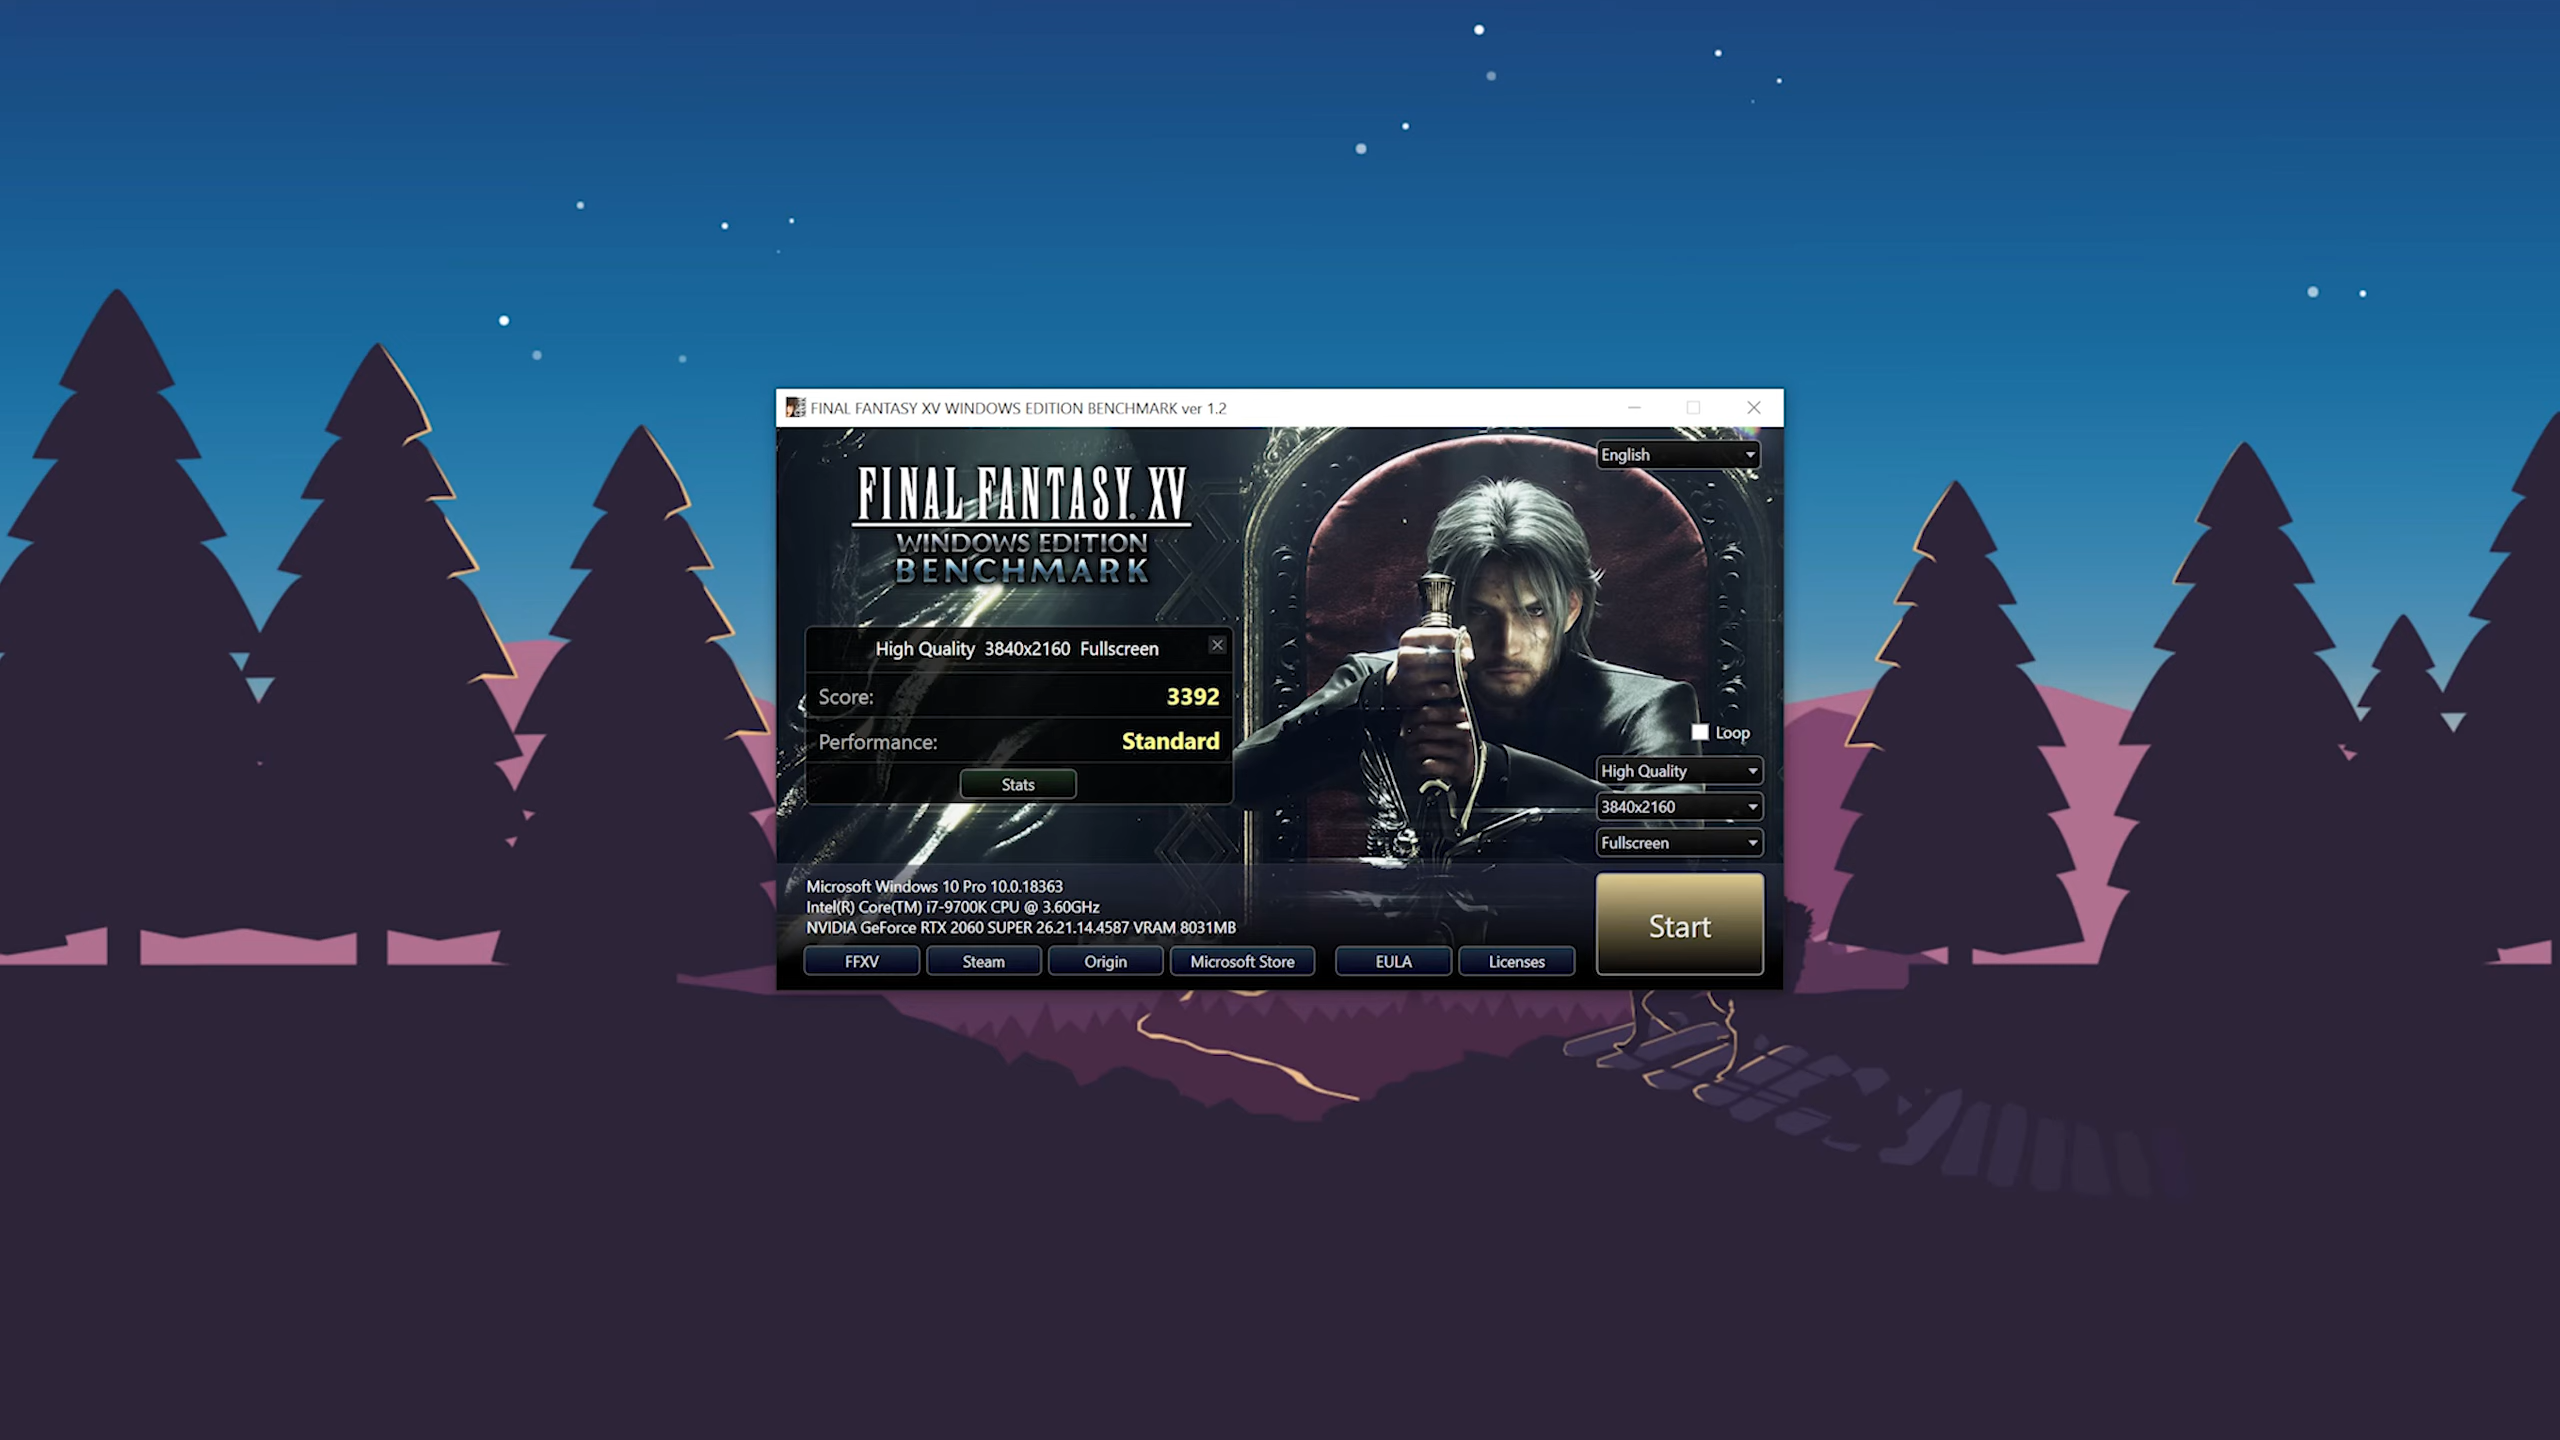 FINAL FANTASY XV WINDOWS EDITION BENCHMARK ver 1.2
English
FINAL FANTASY XV
WINDOWS EDITION
BENCHMARK
High Quality 3840x2160 Fullscreen
Score: 3392
Performance: Standard
Stats
Loop
High Quality
3840x2160
Fullscreen
Microsoft Windows 10 Pro 10.0.18363
Intel(R) Core(TM) i7-9700K CPU @ 3.60GHz
NVIDIA GeForce RTX 2060 SUPER 26.21.14.4587 VRAM 8031MB
Start
FFXV Steam Origin Microsoft Store EULA Licenses